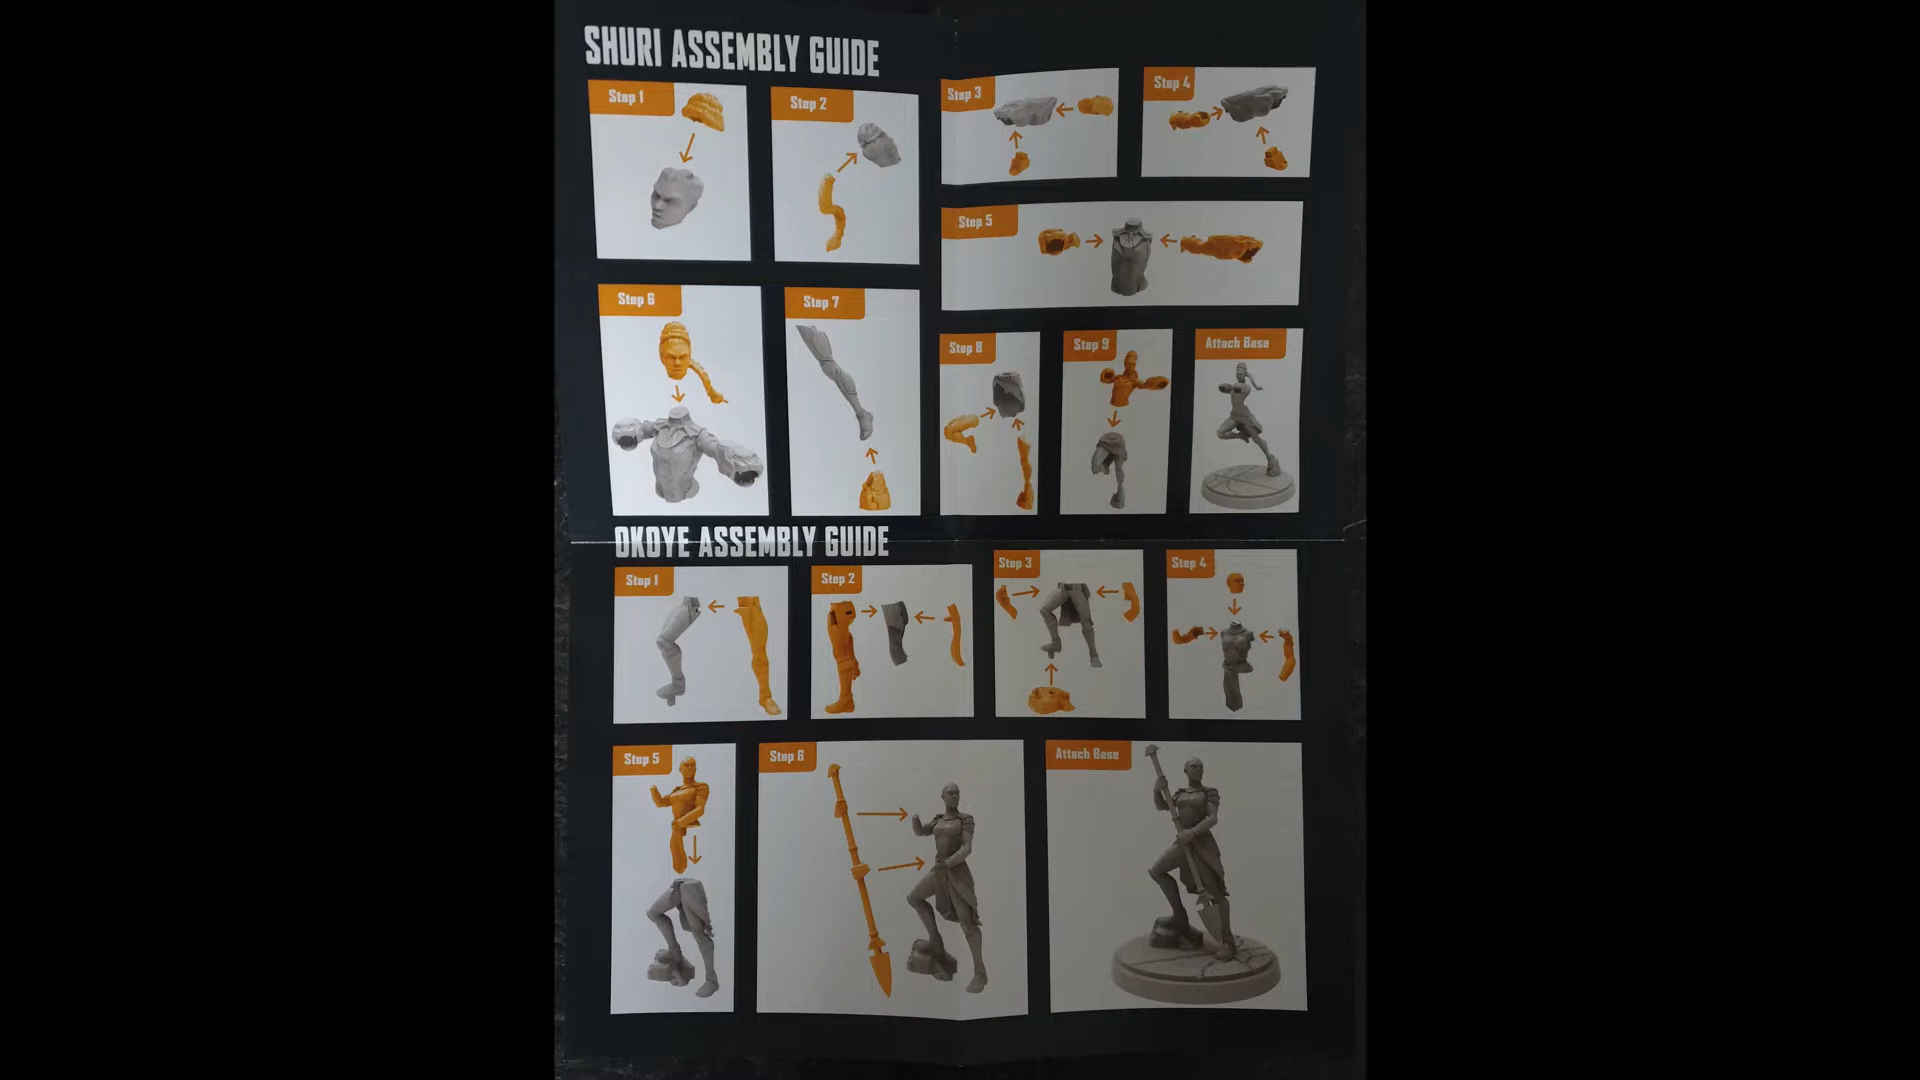 SHURI ASSEMBLY GUIDE
Step 1
Step 2
Step 3
Step 4
Step 5
Step 6
Step 7
Step 8
Step 9
Attach Base
OKOYE ASSEMBLY GUIDE
Step 1
Step 2
Step 3
Step 4
Step 5
Step 6
Attach Base